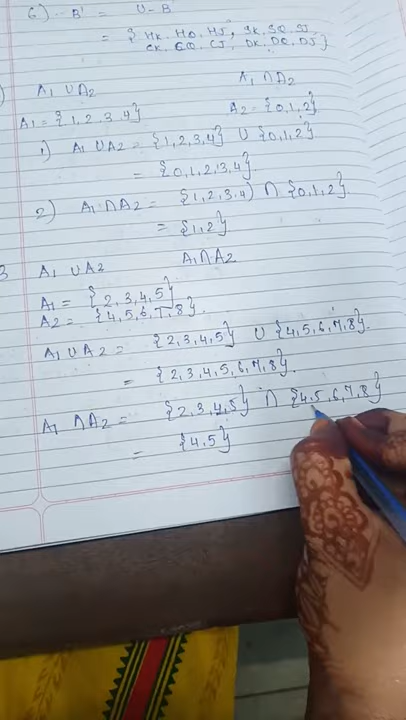 6) B' = U - B'
= { HK, HQ, HJ, SK, SQ, SJ,
CK, CQ, CJ, DK, DQ, DJ}
A1 ∪ A2 A1 ∩ A2
A1 = {1,2,3,4} A2 = {0,1,2}
1) A1 ∪ A2 = {1,2,3,4} ∪ {0,1,2}
= {0,1,2,3,4}
2) A1 ∩ A2 = {1,2,3,4} ∩ {0,1,2}
= {1,2}
3 A1 ∪ A2 A1 ∩ A2
A1 = {2,3,4,5}
A2 = {4,5,6,7,8}.
A1 ∪ A2 = {2,3,4,5} ∪ {4,5,6,7,8}.
= {2,3,4,5,6,7,8}.
A1 ∩ A2 = {2,3,4,5} ∩ {4,5,6,7,8}
= {4,5}